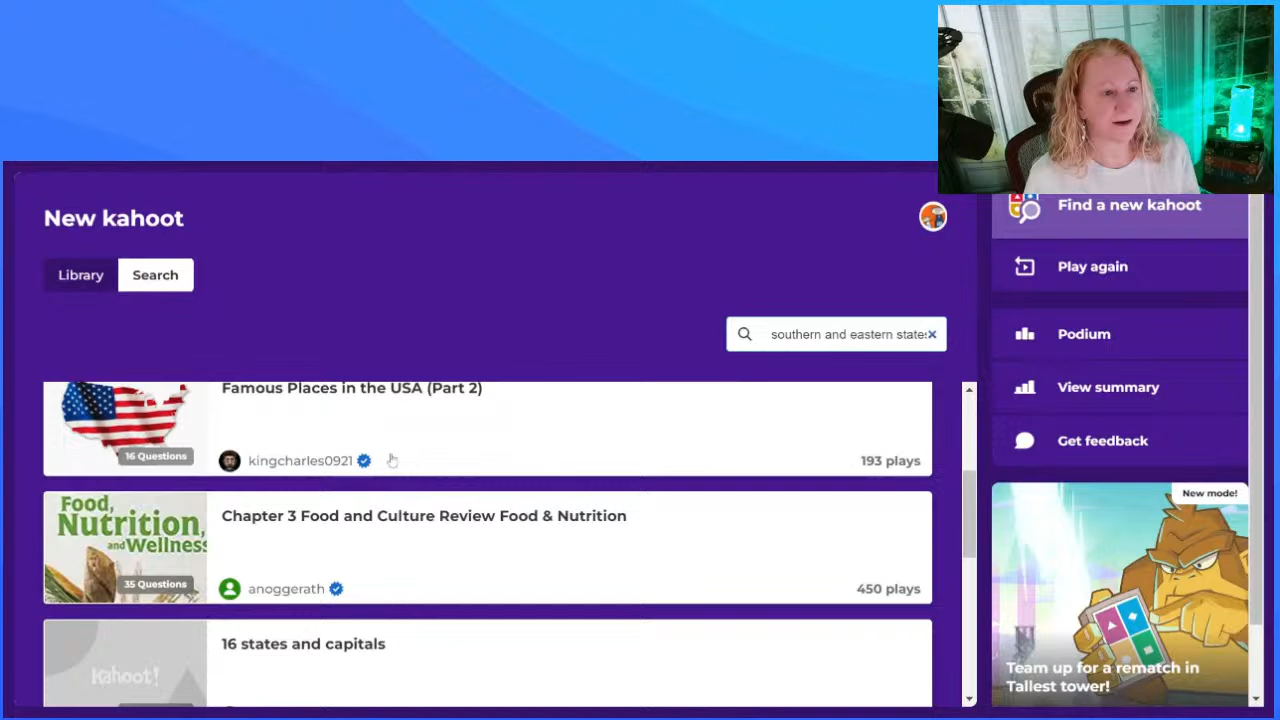 New kahoot
Library
Search
southern and eastern states
Famous Places in the USA (Part 2)
16 Questions
kingcharles0921
193 plays
Food,
Nutrition,
and Wellness
35 Questions
Chapter 3 Food and Culture Review Food & Nutrition
anoggerath
450 plays
Kahoot!
16 states and capitals
Find a new kahoot
Play again
Podium
View summary
Get feedback
New mode!
Team up for a rematch in
Tallest tower!